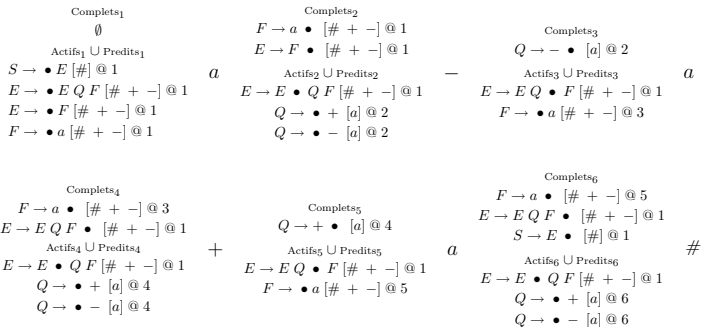 Complets₁
∅
Actifs₁ ∪ Predits₁
S → • E [#] @ 1
E → • E Q F [# + −] @ 1
E → • F [# + −] @ 1
F → • a [# + −] @ 1
a
Complets₂
F → a • [# + −] @ 1
E → F • [# + −] @ 1
Actifs₂ ∪ Predits₂
E → E • Q F [# + −] @ 1
Q → • + [a] @ 2
Q → • − [a] @ 2
−
Complets₃
Q → − • [a] @ 2
Actifs₃ ∪ Predits₃
E → E Q • F [# + −] @ 1
F → • a [# + −] @ 3
a
Complets₄
F → a • [# + −] @ 3
E → E Q F • [# + −] @ 1
Actifs₄ ∪ Predits₄
E → E • Q F [# + −] @ 1
Q → • + [a] @ 4
Q → • − [a] @ 4
+
Complets₅
Q → + • [a] @ 4
Actifs₅ ∪ Predits₅
E → E Q • F [# + −] @ 1
F → • a [# + −] @ 5
a
Complets₆
F → a • [# + −] @ 5
E → E Q F • [# + −] @ 1
S → E • [#] @ 1
Actifs₆ ∪ Predits₆
E → E • Q F [# + −] @ 1
Q → • + [a] @ 6
Q → • − [a] @ 6
#